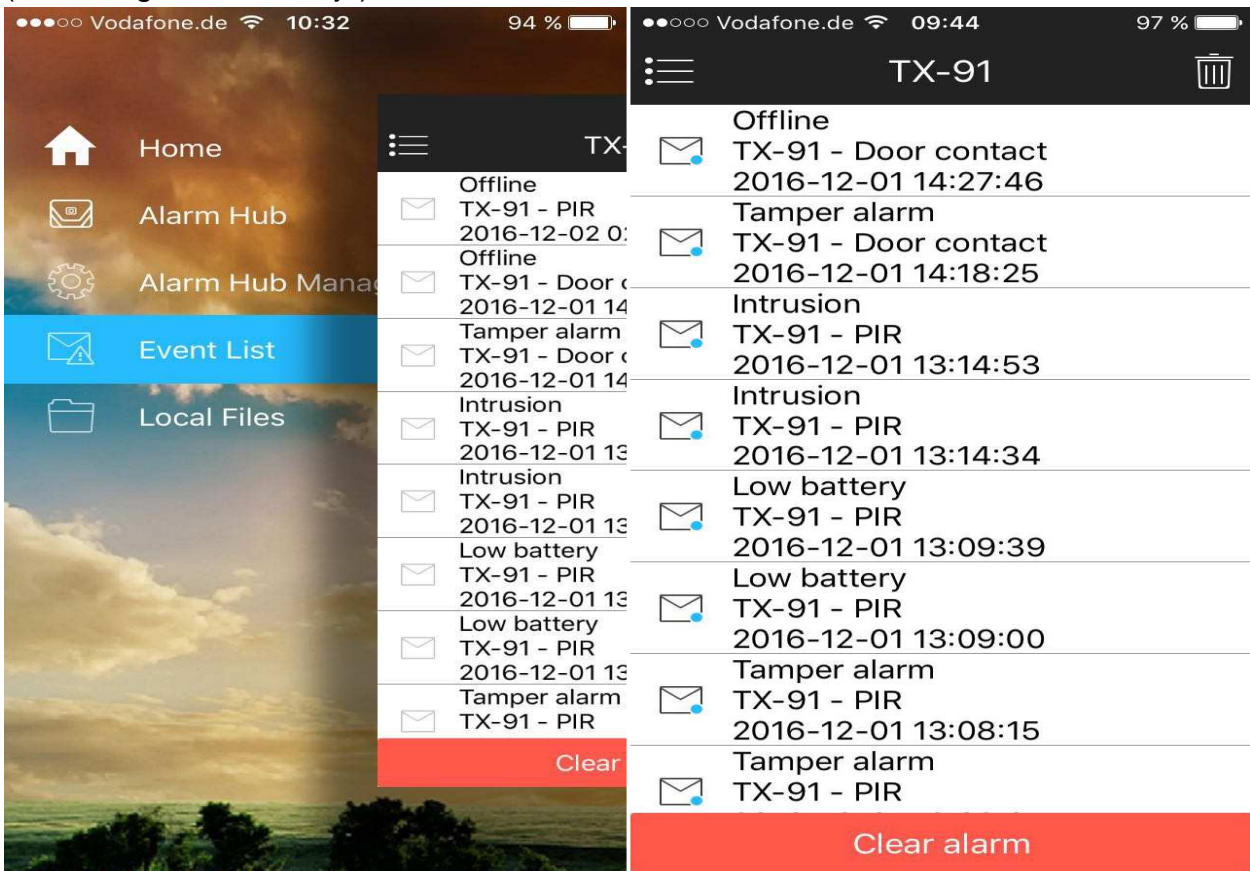 Vodafone.de 10:32 94 %
Home
Alarm Hub
Alarm Hub
Event List
Local Files
Offline
TX-91 - PIR
2016-12-02
Offline
TX-91 - Door
2016-12-01 14
Tamper alarm
TX-91 - Door
2016-12-01 14
Intrusion
TX-91 - PIR
2016-12-01 13
Intrusion
TX-91 - PIR
2016-12-01 13
Low battery
TX-91 - PIR
2016-12-01 13
Low battery
TX-91 - PIR
2016-12-01 13
Tamper alarm
TX-91 - PIR
Clear
Vodafone.de 09:44 97 %
TX-91
Offline
TX-91 - Door contact
2016-12-01 14:27:46
Tamper alarm
TX-91 - Door contact
2016-12-01 14:18:25
Intrusion
TX-91 - PIR
2016-12-01 13:14:53
Intrusion
TX-91 - PIR
2016-12-01 13:14:34
Low battery
TX-91 - PIR
2016-12-01 13:09:39
Low battery
TX-91 - PIR
2016-12-01 13:09:00
Tamper alarm
TX-91 - PIR
2016-12-01 13:08:15
Tamper alarm
TX-91 - PIR
Clear alarm